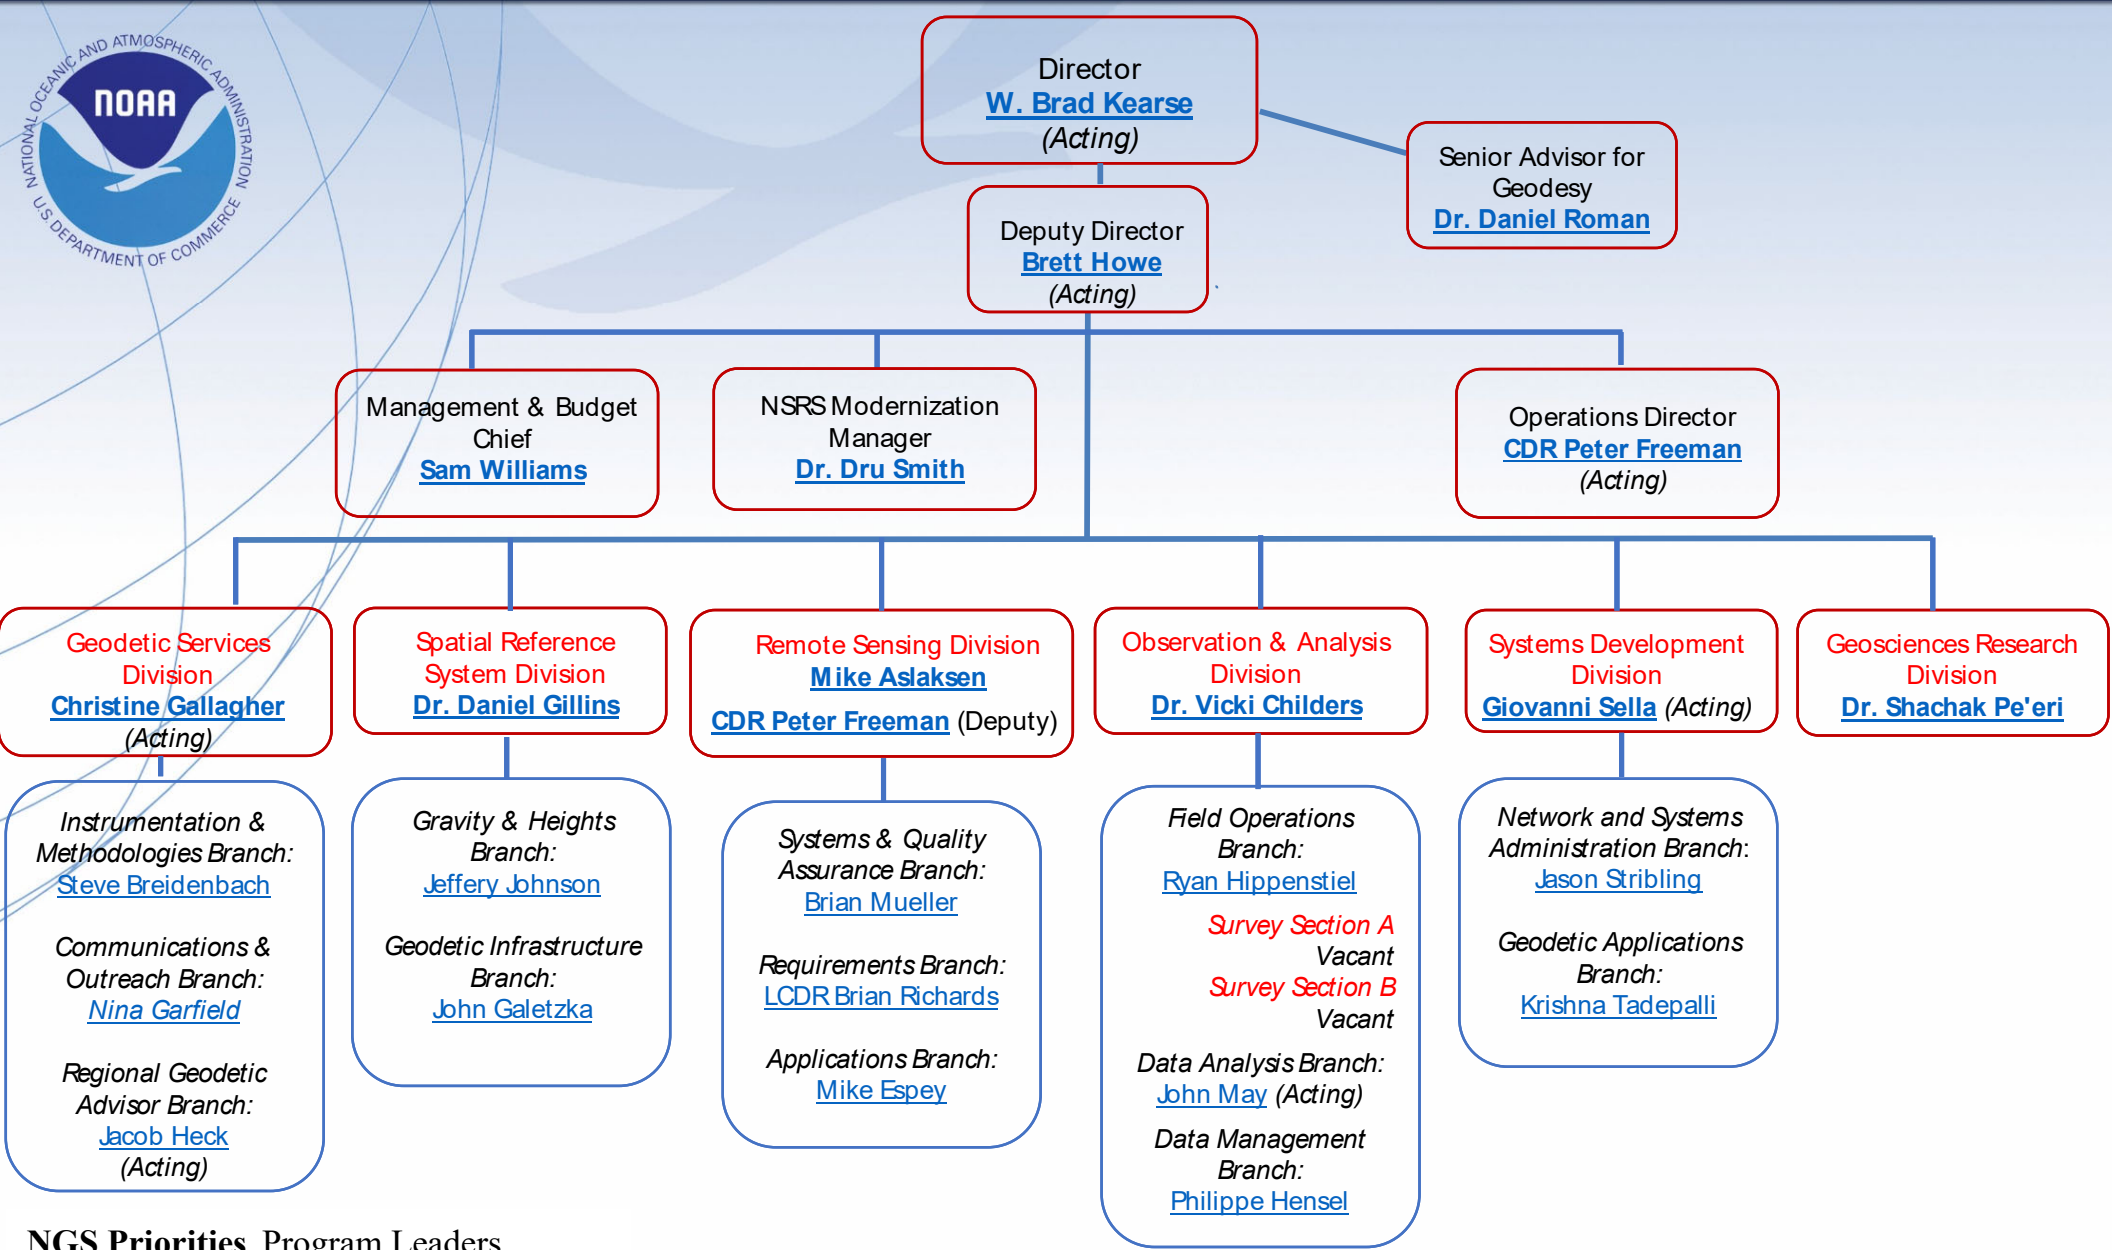 NATIONAL OCEANIC AND ATMOSPHERIC ADMINISTRATION
U.S. DEPARTMENT OF COMMERCE
NOAA
Director
W. Brad Kearse
(Acting)
Senior Advisor for
Geodesy
Dr. Daniel Roman
Deputy Director
Brett Howe
(Acting)
Management & Budget
Chief
Sam Williams
NSRS Modernization
Manager
Dr. Dru Smith
Operations Director
CDR Peter Freeman
(Acting)
Geodetic Services
Division
Christine Gallagher
(Acting)
Spatial Reference
System Division
Dr. Daniel Gillins
Remote Sensing Division
Mike Aslaksen
CDR Peter Freeman (Deputy)
Observation & Analysis
Division
Dr. Vicki Childers
Systems Development
Division
Giovanni Sella (Acting)
Geosciences Research
Division
Dr. Shachak Pe'eri
Instrumentation &
Methodologies Branch:
Steve Breidenbach
Communications &
Outreach Branch:
Nina Garfield
Regional Geodetic
Advisor Branch:
Jacob Heck
(Acting)
Gravity & Heights
Branch:
Jeffery Johnson
Geodetic Infrastructure
Branch:
John Galetzka
Systems & Quality
Assurance Branch:
Brian Mueller
Requirements Branch:
LCDR Brian Richards
Applications Branch:
Mike Espey
Field Operations
Branch:
Ryan Hippenstiel
Survey Section A
Vacant
Survey Section B
Vacant
Data Analysis Branch:
John May (Acting)
Data Management
Branch:
Philippe Hensel
Network and Systems
Administration Branch:
Jason Stribling
Geodetic Applications
Branch:
Krishna Tadepalli
NGS Priorities Program Leaders